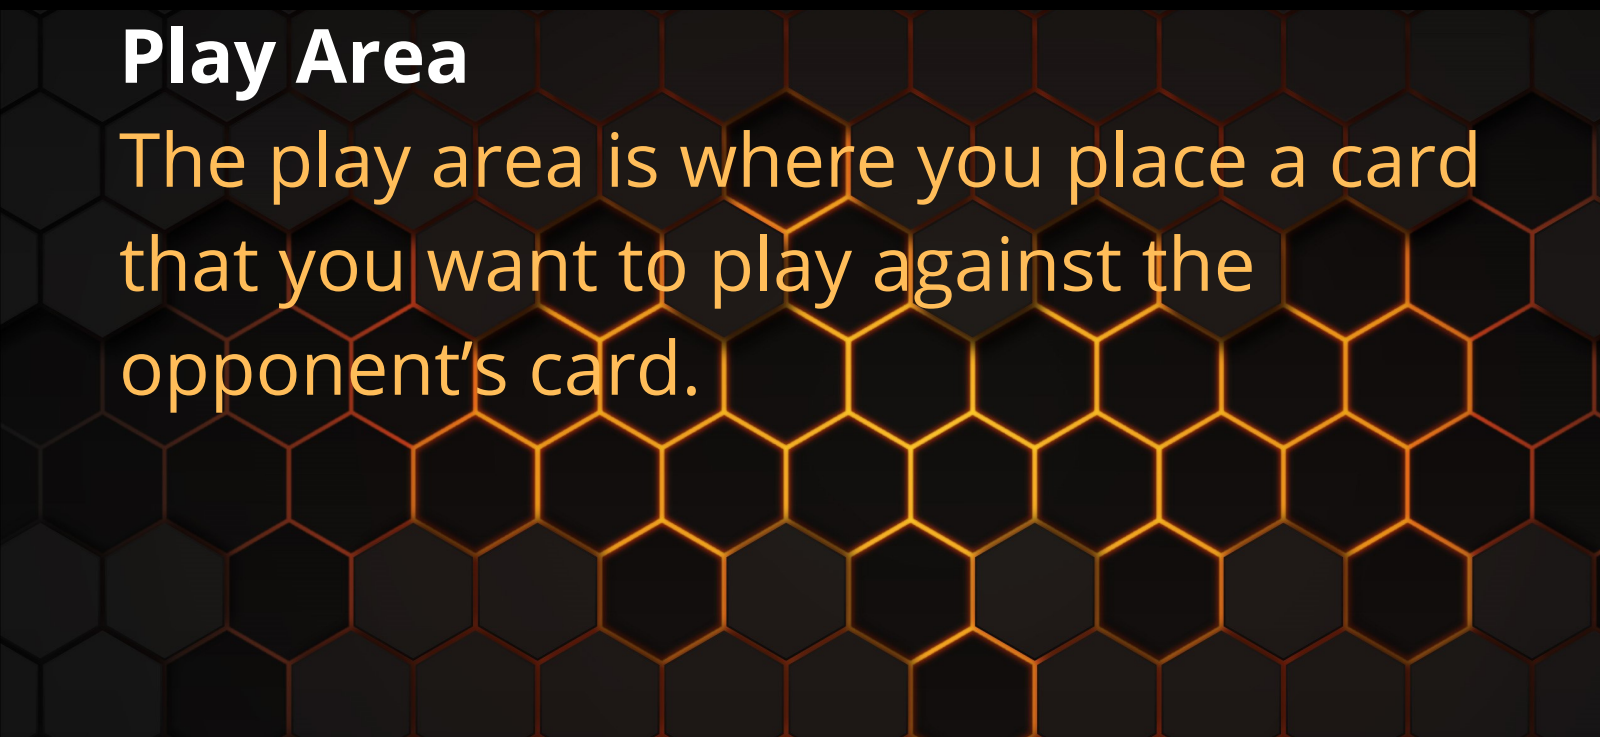 Play Area
The play area is where you place a card
that you want to play against the
opponent’s card.